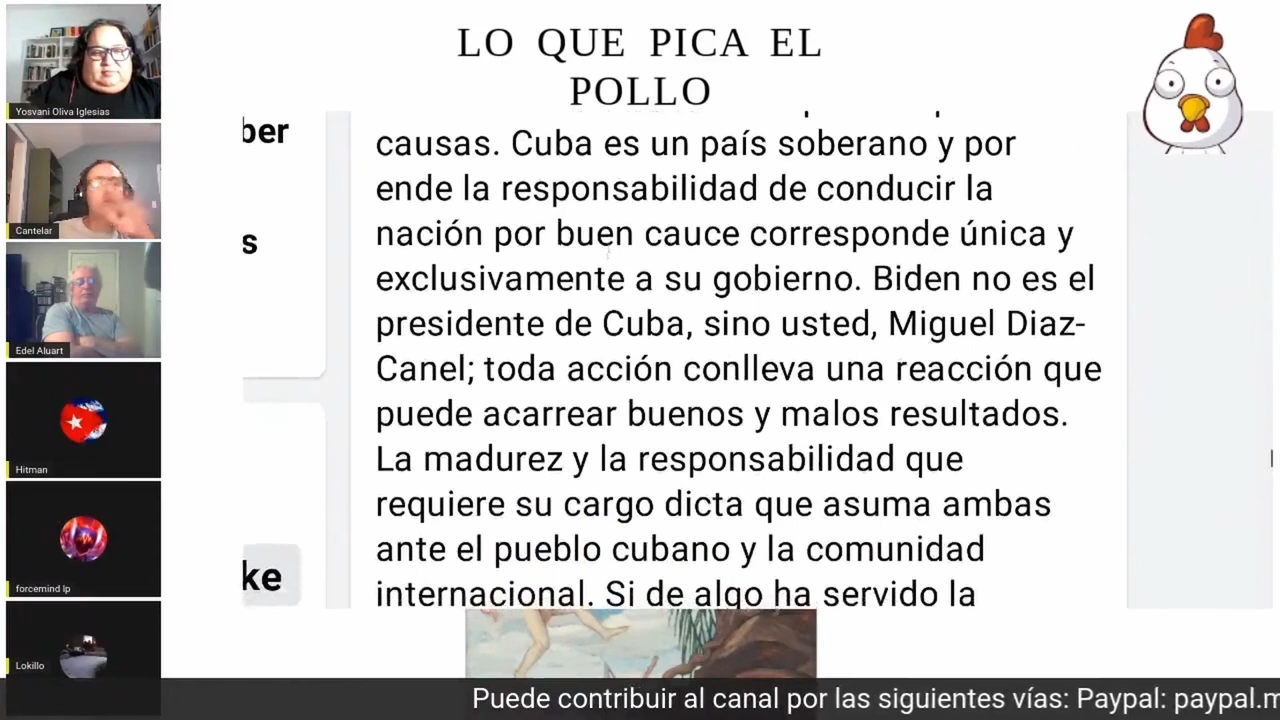 LO QUE PICA EL
POLLO
Yosvani Oliva Iglesias
Cantelar
Edel Aluart
Hitman
forcemind lp
Lokillo
ber
s
ke
causas. Cuba es un país soberano y por
ende la responsabilidad de conducir la
nación por buen cauce corresponde única y
exclusivamente a su gobierno. Biden no es el
presidente de Cuba, sino usted, Miguel Diaz-
Canel; toda acción conlleva una reacción que
puede acarrear buenos y malos resultados.
La madurez y la responsabilidad que
requiere su cargo dicta que asuma ambas
ante el pueblo cubano y la comunidad
internacional. Si de algo ha servido la
Puede contribuir al canal por las siguientes vías: Paypal: paypal.m